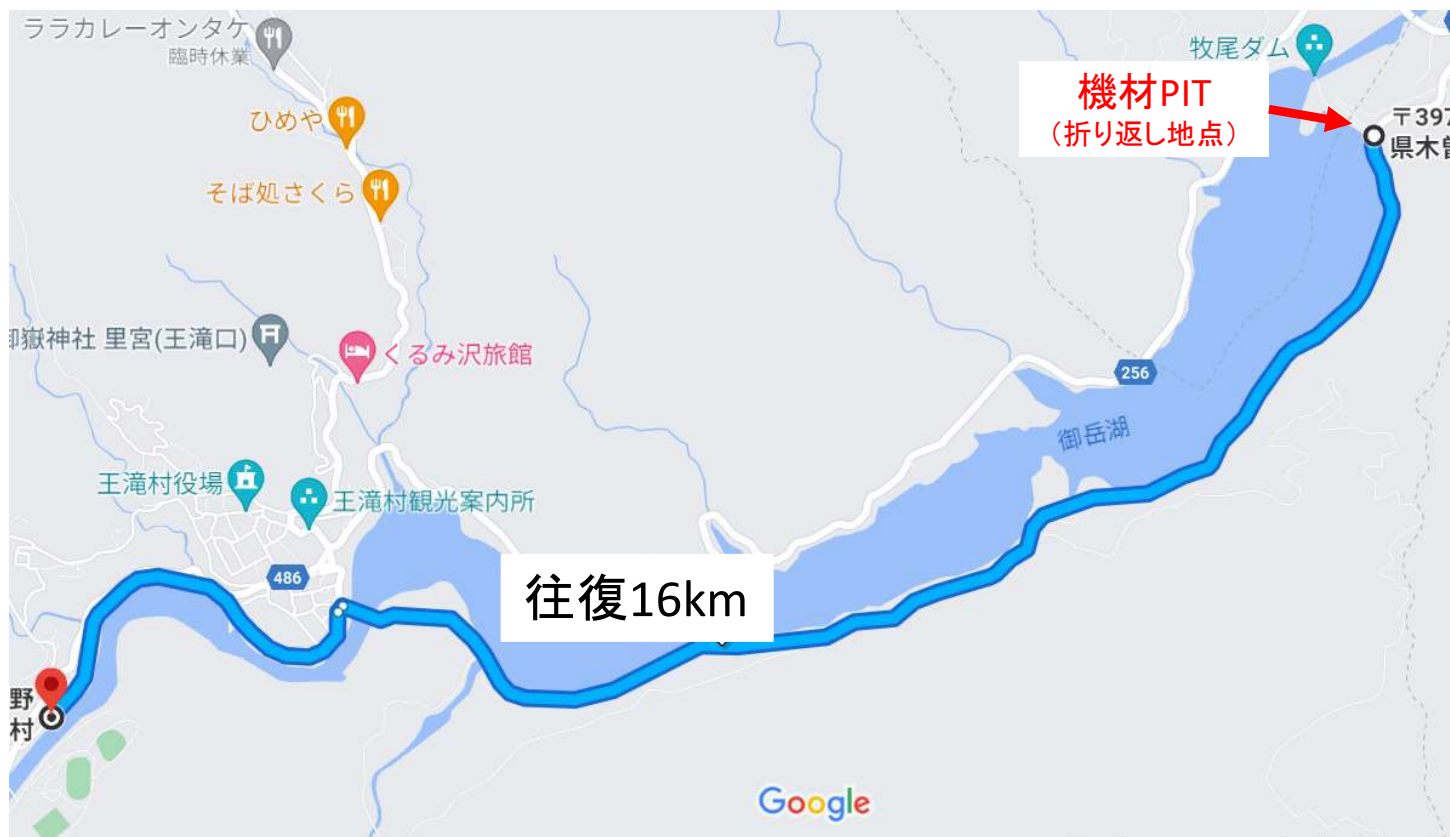 ララカレーオンタケ
臨時休業
牧尾ダム
機材PIT
(折り返し地点)
〒397
県木曽
ひめや
そば処さくら
御嶽神社 里宮(王滝口)
くるみ沢旅館
256
御岳湖
王滝村役場
王滝村観光案内所
486
往復16km
野
村
Google